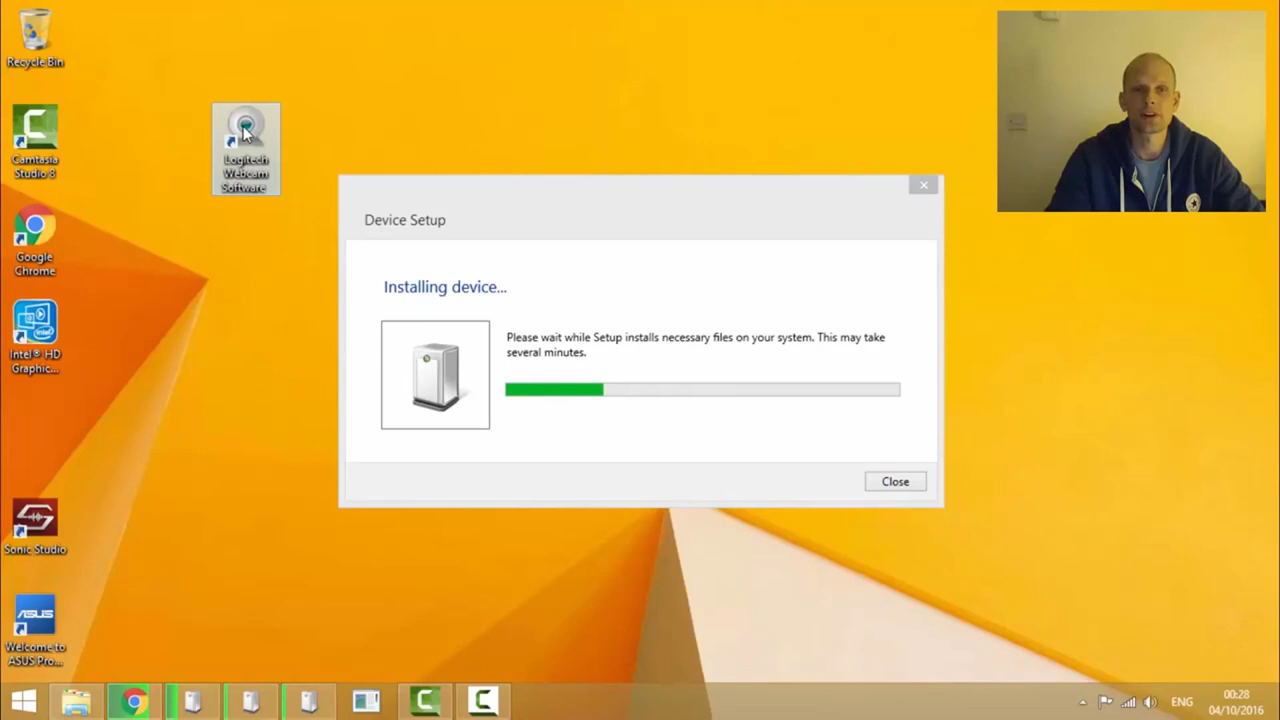 Recycle Bin
Camtasia
Studio 8
Google
Chrome
Intel® HD
Graphic...
Sonic Studio
ASUS
Welcome to
ASUS Pro...
Logitech
Webcam
Software
Device Setup
Installing device...
Please wait while Setup installs necessary files on your system. This may take
several minutes.
Close
ENG
00:28
04/10/2016